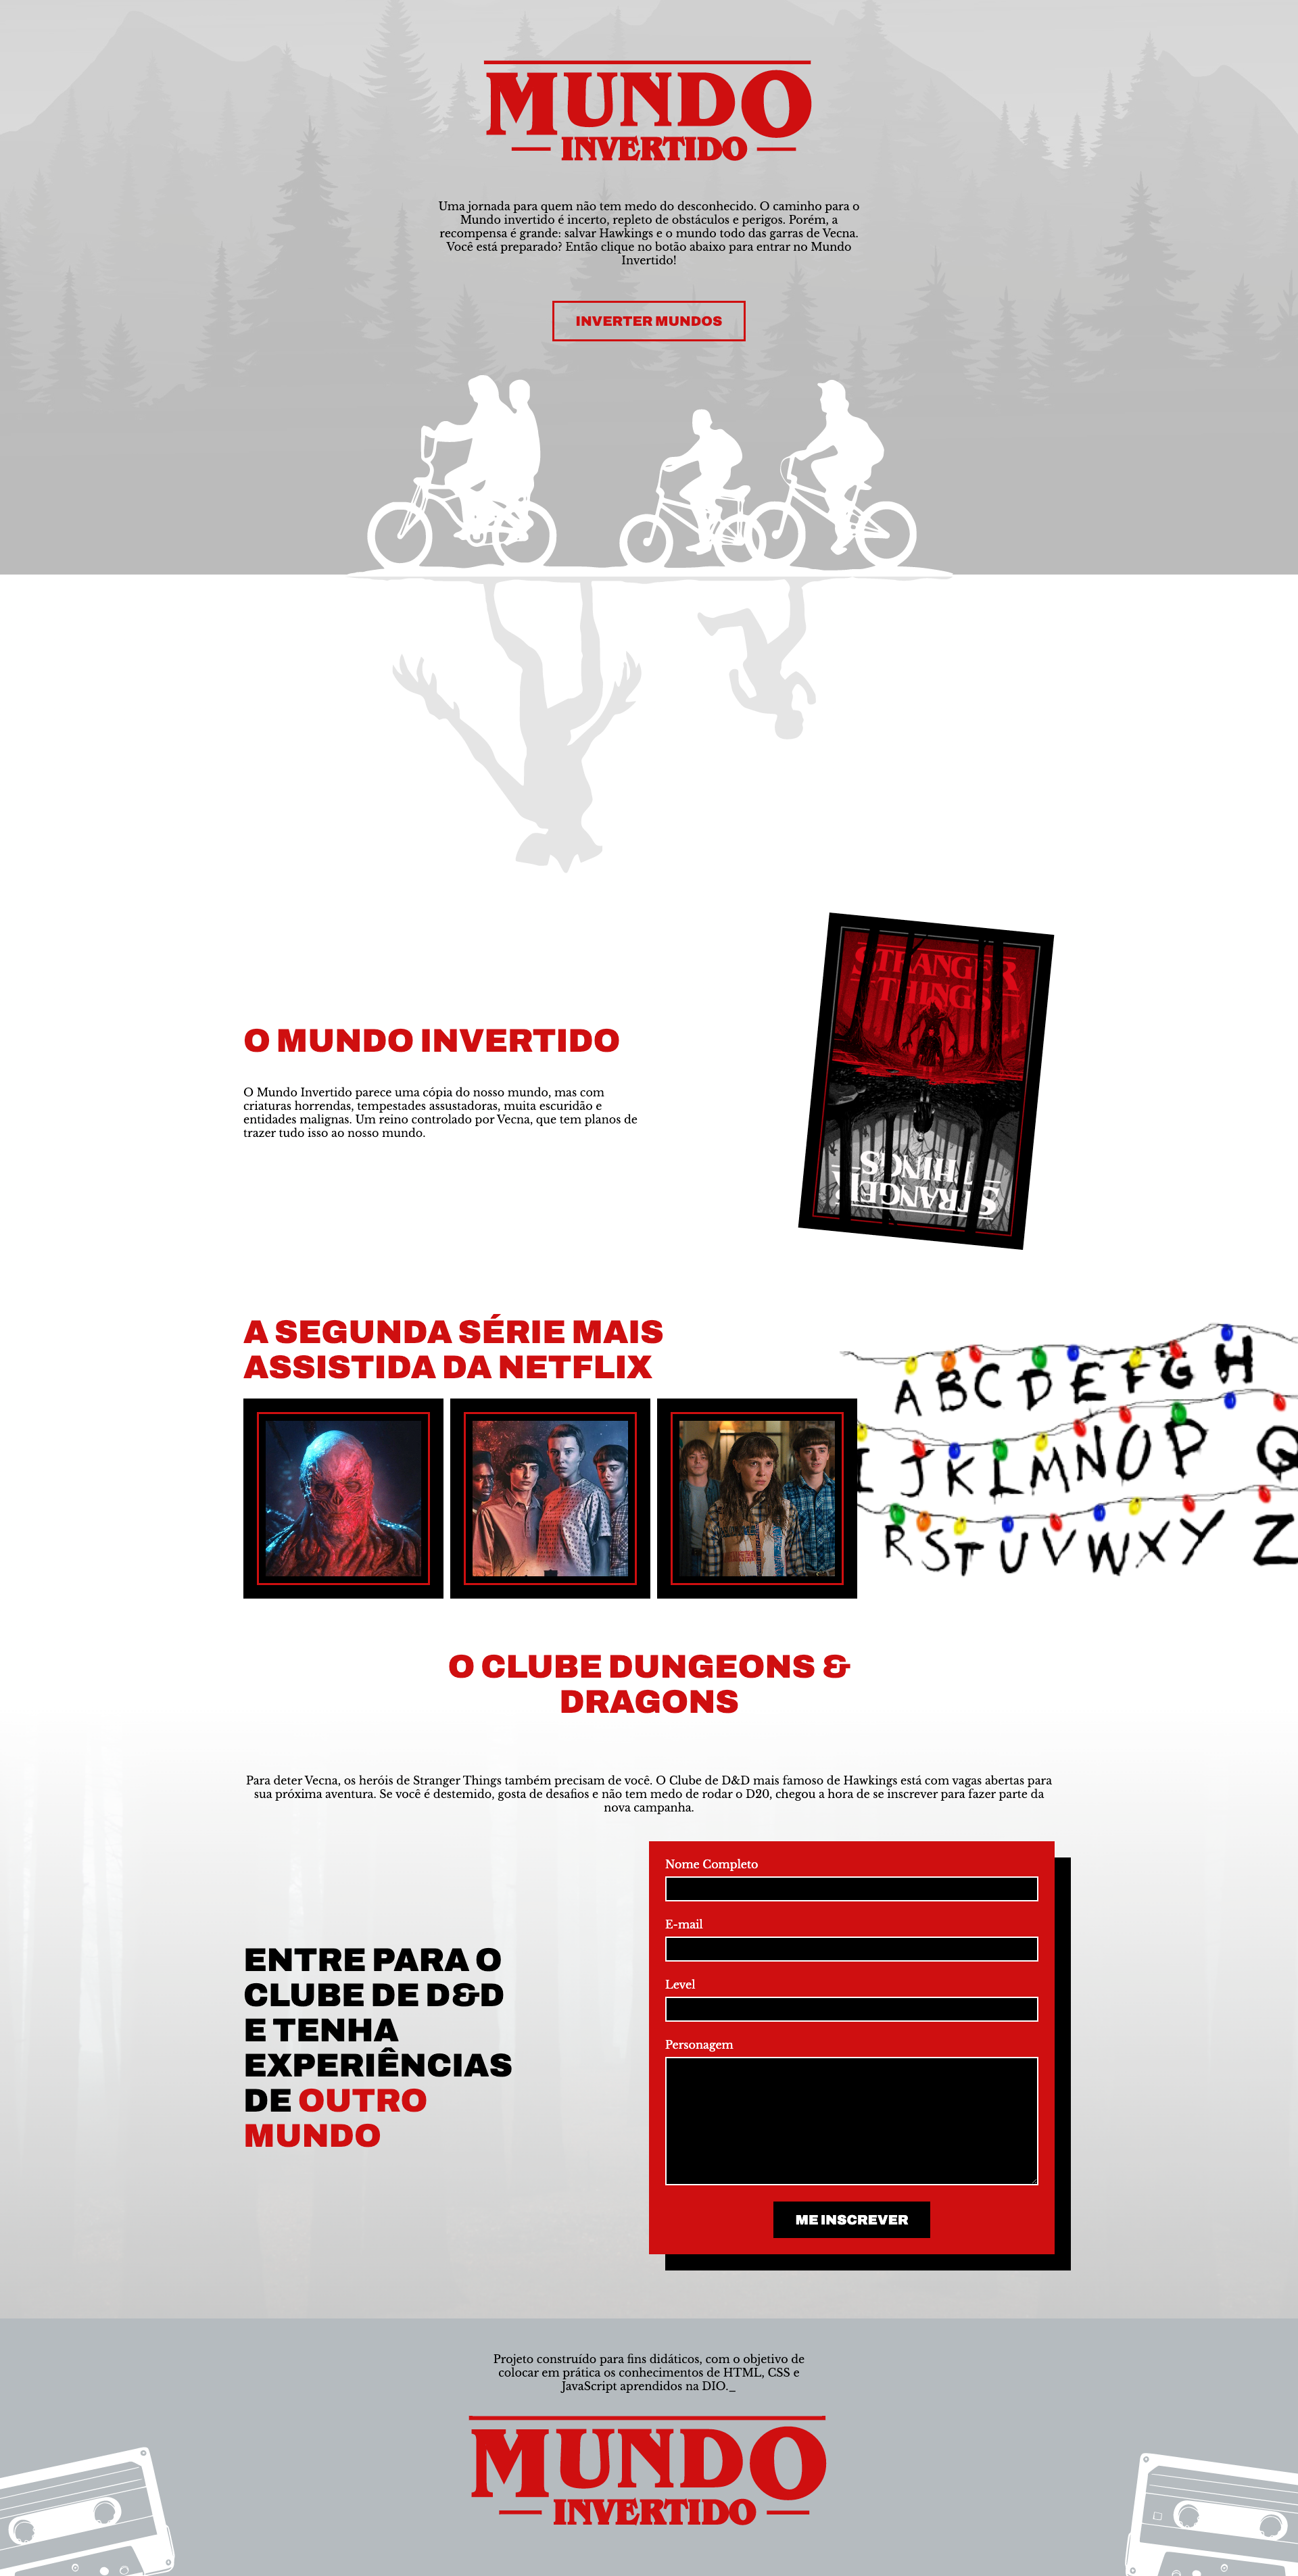 MUNDO
INVERTIDO
Uma jornada para quem não tem medo do desconhecido. O caminho para o
Mundo invertido é incerto, repleto de obstáculos e perigos. Porém, a
recompensa é grande: salvar Hawkings e o mundo todo das garras de Vecna.
Você está preparado? Então clique no botão abaixo para entrar no Mundo
Invertido!
INVERTER MUNDOS
STRANGER
THINGS
O MUNDO INVERTIDO
O Mundo Invertido parece uma cópia do nosso mundo, mas com
criaturas horrendas, tempestades assustadoras, muita escuridão e
entidades malignas. Um reino controlado por Vecna, que tem planos de
trazer tudo isso ao nosso mundo.
THINGS
STRANGER
A SEGUNDA SÉRIE MAIS
ASSISTIDA DA NETFLIX
A B C D E F G H
I J K L M N O P Q
R S T U V W X Y Z
O CLUBE DUNGEONS &
DRAGONS
Para deter Vecna, os heróis de Stranger Things também precisam de você. O Clube de D&D mais famoso de Hawkings está com vagas abertas para
sua próxima aventura. Se você é destemido, gosta de desafios e não tem medo de rodar o D20, chegou a hora de se inscrever para fazer parte da
nova campanha.
ENTRE PARA O
CLUBE DE D&D
E TENHA
EXPERIÊNCIAS
DE OUTRO
MUNDO
Nome Completo
E-mail
Level
Personagem
ME INSCREVER
Projeto construído para fins didáticos, com o objetivo de
colocar em prática os conhecimentos de HTML, CSS e
JavaScript aprendidos na DIO._
MUNDO
INVERTIDO